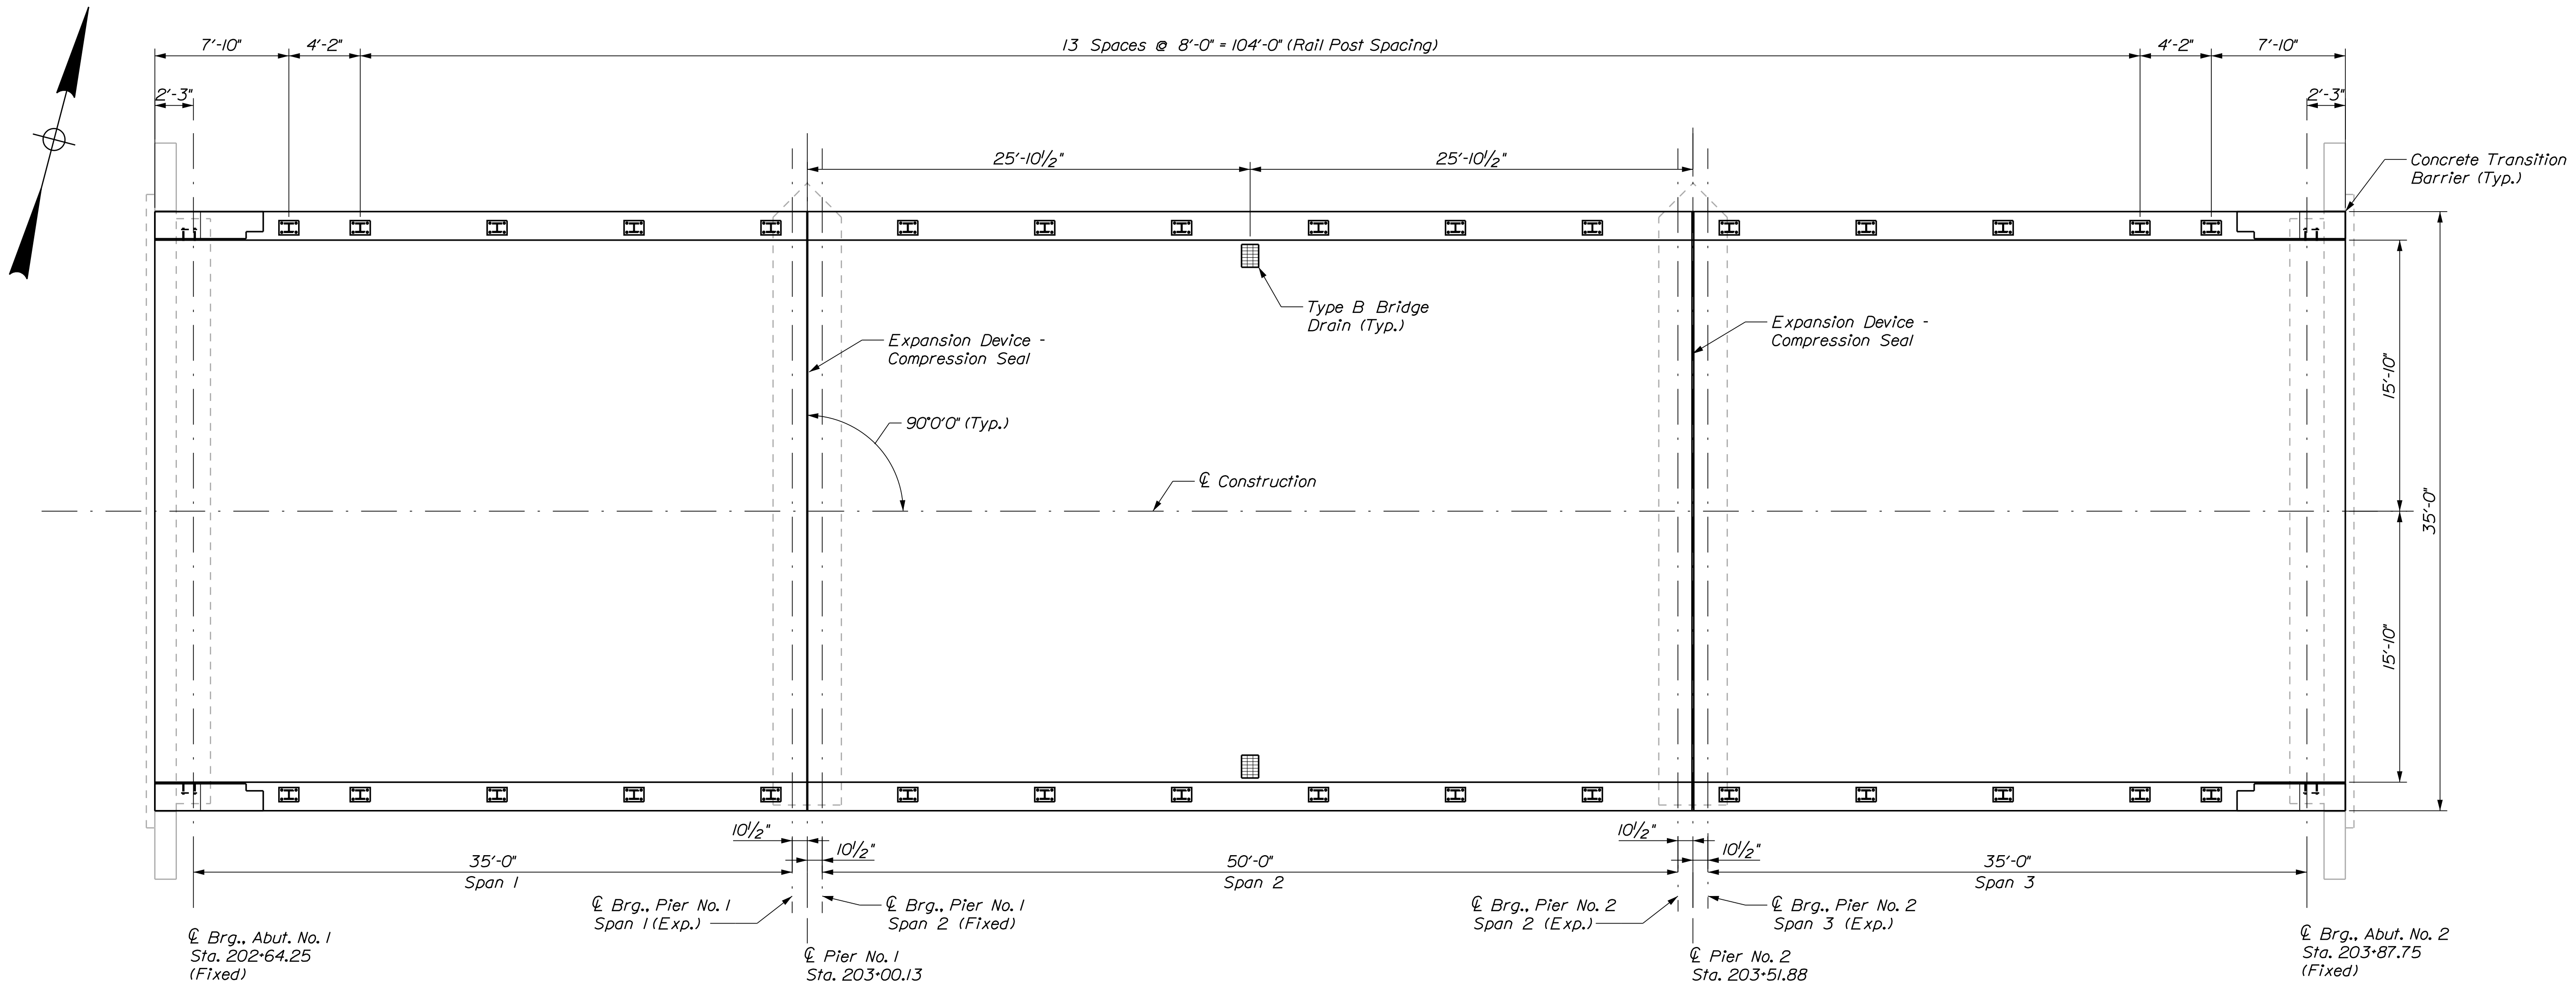 7'-10"
4'-2"
13 Spaces @ 8'-0" = 104'-0" (Rail Post Spacing)
4'-2"
7'-10"
2'-3"
2'-3"
25'-10½"
25'-10½"
Concrete Transition
Barrier (Typ.)
Type B Bridge
Drain (Typ.)
Expansion Device -
Compression Seal
Expansion Device -
Compression Seal
90°0'0" (Typ.)
15'-10"
℄ Construction
35'-0"
15'-10"
10½"
10½"
10½"
10½"
35'-0"
Span 1
50'-0"
Span 2
35'-0"
Span 3
℄ Brg., Pier No. 1
Span 1 (Exp.)
℄ Brg., Pier No. 1
Span 2 (Fixed)
℄ Brg., Pier No. 2
Span 2 (Exp.)
℄ Brg., Pier No. 2
Span 3 (Exp.)
℄ Brg., Abut. No. 1
Sta. 202+64.25
(Fixed)
℄ Pier No. 1
Sta. 203+00.13
℄ Pier No. 2
Sta. 203+51.88
℄ Brg., Abut. No. 2
Sta. 203+87.75
(Fixed)